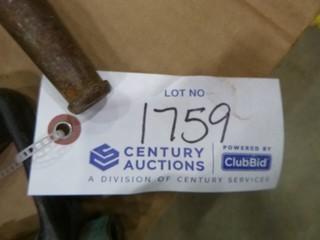 LOT NO
1759
CENTURY AUCTIONS
POWERED BY
ClubBid
A DIVISION OF CENTURY SERVICES